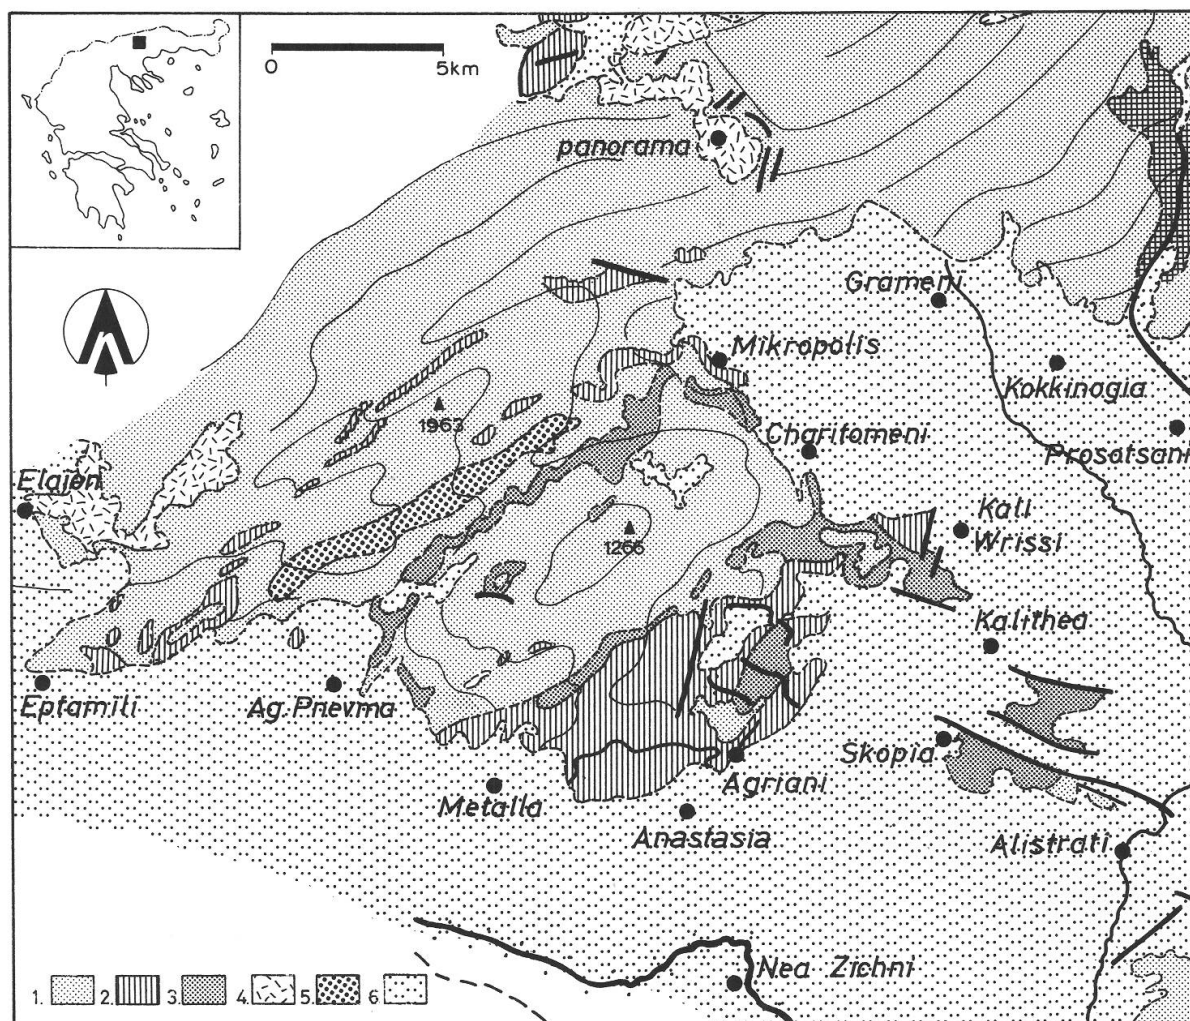 0 5km
panorama
Grameni
Mikropolis
Kokkinogia
1963
Charitomeni
Prosotsani
Elajon
Kali
Wrissi
1266
Kalithea
Eptamili
Ag. Pnevma
Skopia
Agriani
Metalla
Anastasia
Alistrati
Nea Zichni
1. 2. 3. 4. 5. 6.